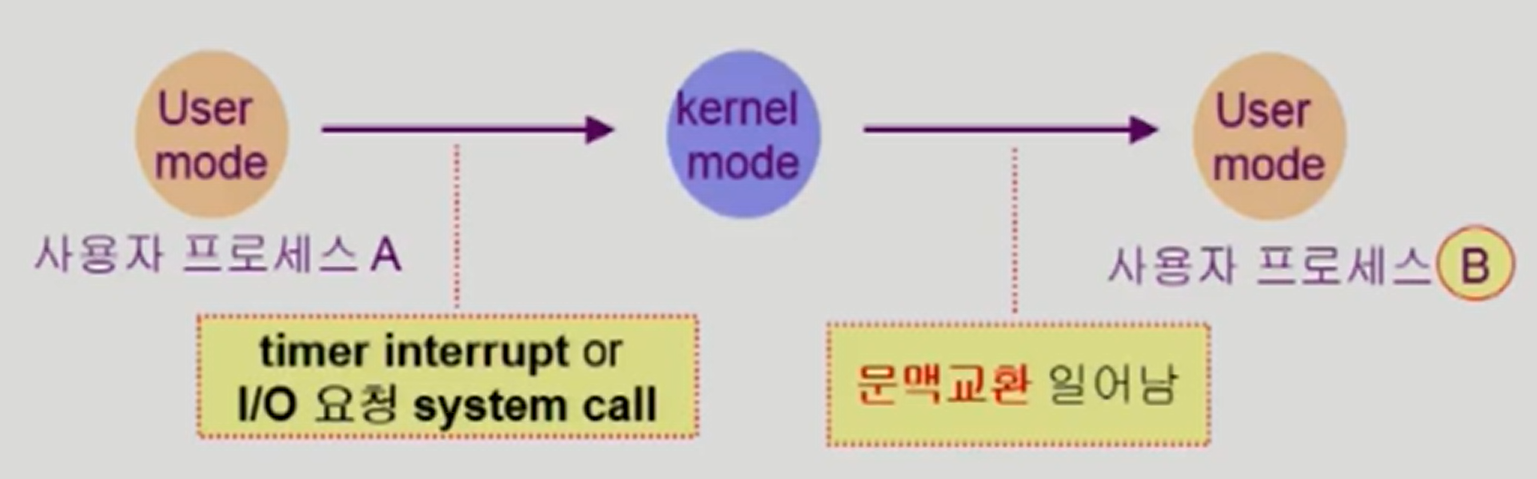 User
mode
kernel
mode
User
mode
사용자 프로세스 A
사용자 프로세스 B
timer interrupt or
I/O 요청 system call
문맥교환 일어남